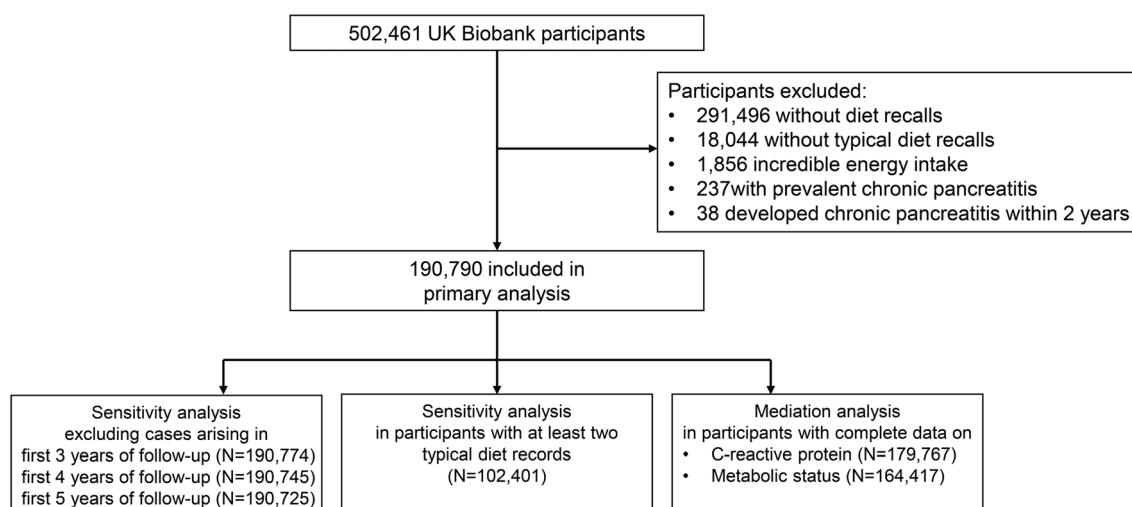 502,461 UK Biobank participants
Participants excluded:
• 291,496 without diet recalls
• 18,044 without typical diet recalls
• 1,856 incredible energy intake
• 237with prevalent chronic pancreatitis
• 38 developed chronic pancreatitis within 2 years
190,790 included in
primary analysis
Sensitivity analysis
excluding cases arising in
first 3 years of follow-up (N=190,774)
first 4 years of follow-up (N=190,745)
first 5 years of follow-up (N=190,725)
Sensitivity analysis
in participants with at least two
typical diet records
(N=102,401)
Mediation analysis
in participants with complete data on
• C-reactive protein (N=179,767)
• Metabolic status (N=164,417)